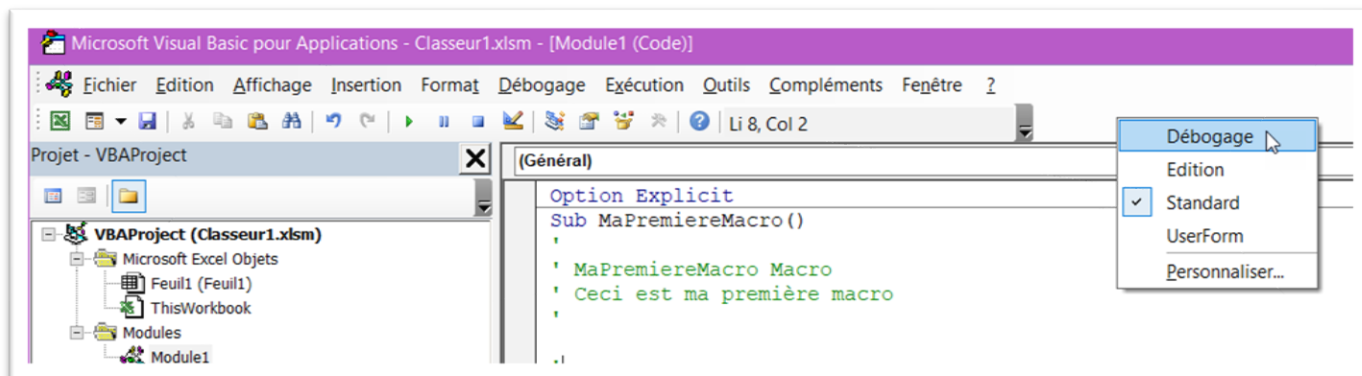 Microsoft Visual Basic pour Applications - Classeur1.xlsm - [Module1 (Code)]
Fichier Edition Affichage Insertion Format Débogage Exécution Outils Compléments Fenêtre ?
Li 8, Col 2
Projet - VBAProject
(Général)
VBAProject (Classeur1.xlsm)
Microsoft Excel Objets
Feuil1 (Feuil1)
ThisWorkbook
Modules
Module1
Option Explicit
Sub MaPremiereMacro()
'
' MaPremiereMacro Macro
' Ceci est ma première macro
'
'
Débogage
Edition
Standard
UserForm
Personnaliser...